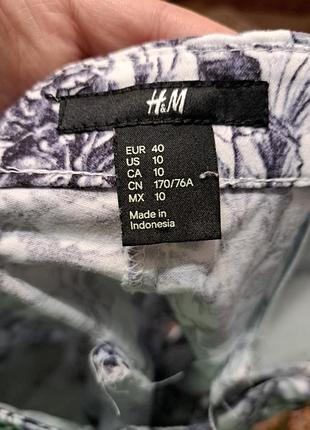 H&M
EUR 40
US 10
CA 10
CN 170/76A
MX 10
Made in
Indonesia